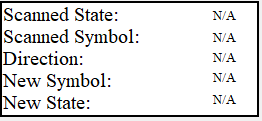 Scanned State: N/A
Scanned Symbol: N/A
Direction: N/A
New Symbol: N/A
New State: N/A